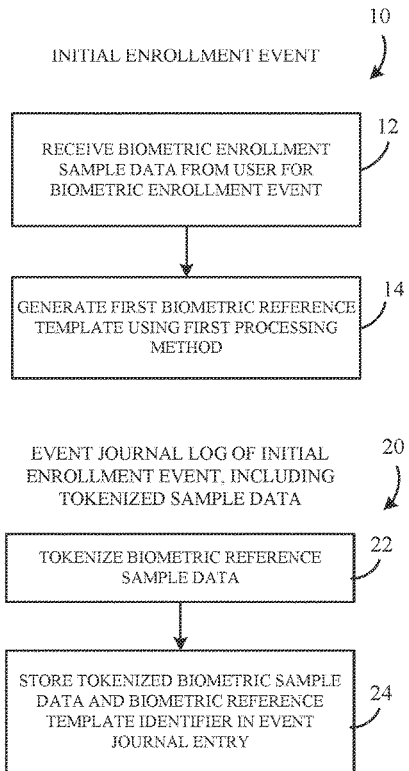 10
INITIAL ENROLLMENT EVENT
12
RECEIVE BIOMETRIC ENROLLMENT
SAMPLE DATA FROM USER FOR
BIOMETRIC ENROLLMENT EVENT
14
GENERATE FIRST BIOMETRIC REFERENCE
TEMPLATE USING FIRST PROCESSING
METHOD
EVENT JOURNAL LOG OF INITIAL
ENROLLMENT EVENT, INCLUDING
TOKENIZED SAMPLE DATA
20
TOKENIZE BIOMETRIC REFERENCE
SAMPLE DATA
22
STORE TOKENIZED BIOMETRIC SAMPLE
DATA AND BIOMETRIC REFERENCE
TEMPLATE IDENTIFIER IN EVENT
JOURNAL ENTRY
24